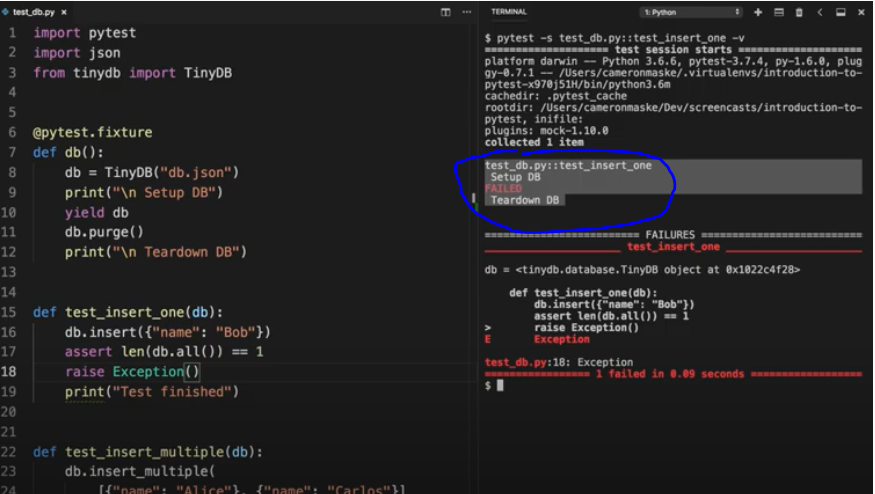 test_db.py ×
1 import pytest
2 import json
3 from tinydb import TinyDB
4
5
6 @pytest.fixture
7 def db():
8     db = TinyDB("db.json")
9     print("\n Setup DB")
10     yield db
11     db.purge()
12     print("\n Teardown DB")
13
14
15 def test_insert_one(db):
16     db.insert({"name": "Bob"})
17     assert len(db.all()) == 1
18     raise Exception()
19     print("Test finished")
20
21
22 def test_insert_multiple(db):
23     db.insert_multiple(
24         [{"name": "Alice"}, {"name": "Carlos"}]
TERMINAL
1: Python
$ pytest -s test_db.py::test_insert_one -v
==================== test session starts ====================
platform darwin -- Python 3.6.6, pytest-3.7.4, py-1.6.0, plug
gy-0.7.1 -- /Users/cameronmaske/.virtualenvs/introduction-to-
pytest-x970j51H/bin/python3.6m
cachedir: .pytest_cache
rootdir: /Users/cameronmaske/Dev/screencasts/introduction-to-
pytest, inifile:
plugins: mock-1.10.0
collected 1 item
test_db.py::test_insert_one
 Setup DB
FAILED
 Teardown DB
========================= FAILURES ==========================
______________________ test_insert_one ______________________
db = <tinydb.database.TinyDB object at 0x1022c4f28>
    def test_insert_one(db):
        db.insert({"name": "Bob"})
        assert len(db.all()) == 1
>       raise Exception()
E       Exception
test_db.py:18: Exception
================= 1 failed in 0.09 seconds ==================
$